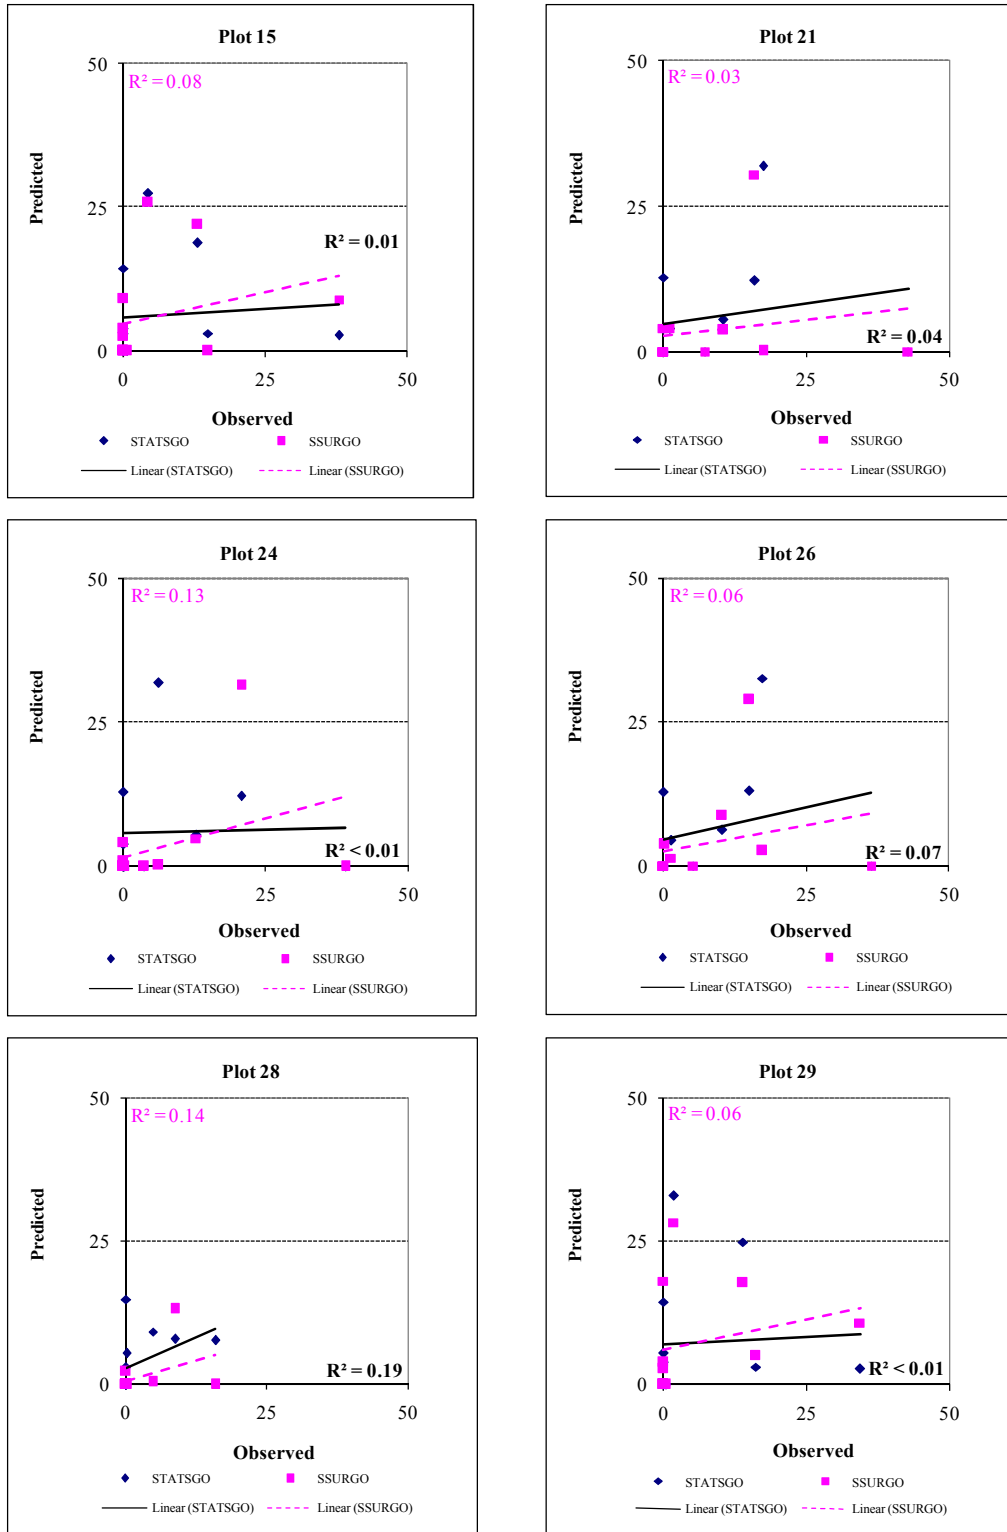 Plot 15
50
R² = 0.08
Predicted
25
R² = 0.01
0
0 25 50
Observed
STATSGO SSURGO
Linear (STATSGO) Linear (SSURGO)
Plot 21
50
R² = 0.03
Predicted
25
R² = 0.04
0
0 25 50
Observed
STATSGO SSURGO
Linear (STATSGO) Linear (SSURGO)
Plot 24
50
R² = 0.13
Predicted
25
R² < 0.01
0
0 25 50
Observed
STATSGO SSURGO
Linear (STATSGO) Linear (SSURGO)
Plot 26
50
R² = 0.06
Predicted
25
R² = 0.07
0
0 25 50
Observed
STATSGO SSURGO
Linear (STATSGO) Linear (SSURGO)
Plot 28
50
R² = 0.14
Predicted
25
R² = 0.19
0
0 25 50
Observed
STATSGO SSURGO
Linear (STATSGO) Linear (SSURGO)
Plot 29
50
R² = 0.06
Predicted
25
R² < 0.01
0
0 25 50
Observed
STATSGO SSURGO
Linear (STATSGO) Linear (SSURGO)